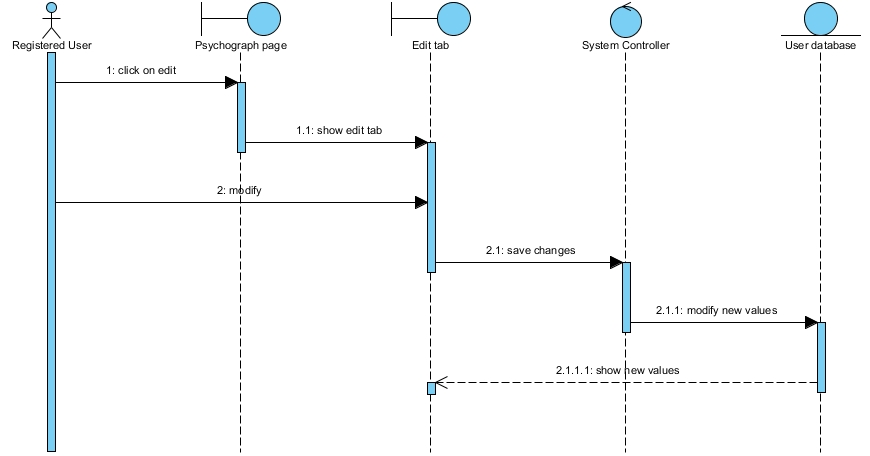 Registered User
Psychograph page
Edit tab
System Controller
User database
1: click on edit
1.1: show edit tab
2: modify
2.1: save changes
2.1.1: modify new values
2.1.1.1: show new values